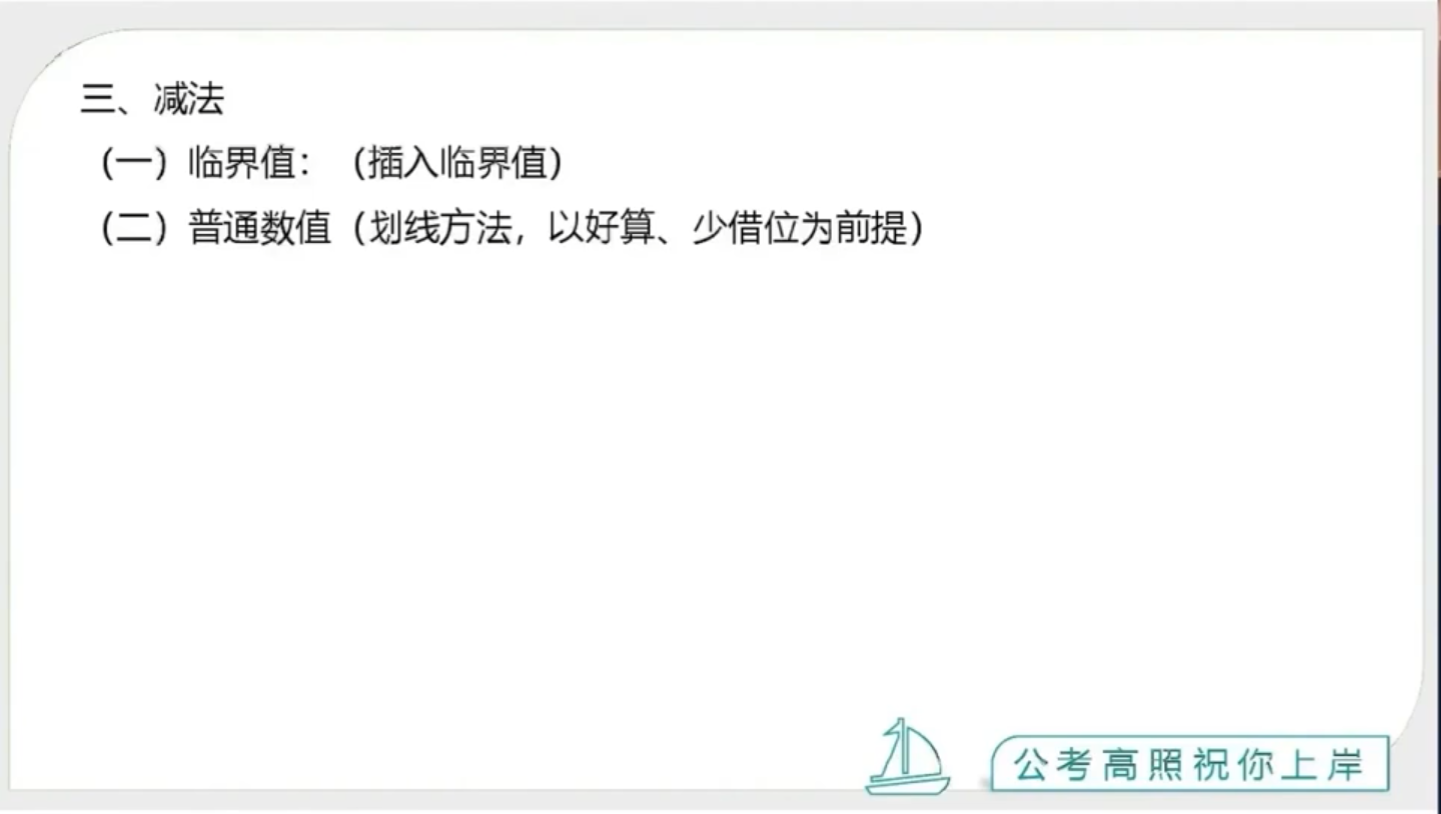 三、减法
（一）临界值：（插入临界值）
（二）普通数值（划线方法，以好算、少借位为前提）
公考高照祝你上岸